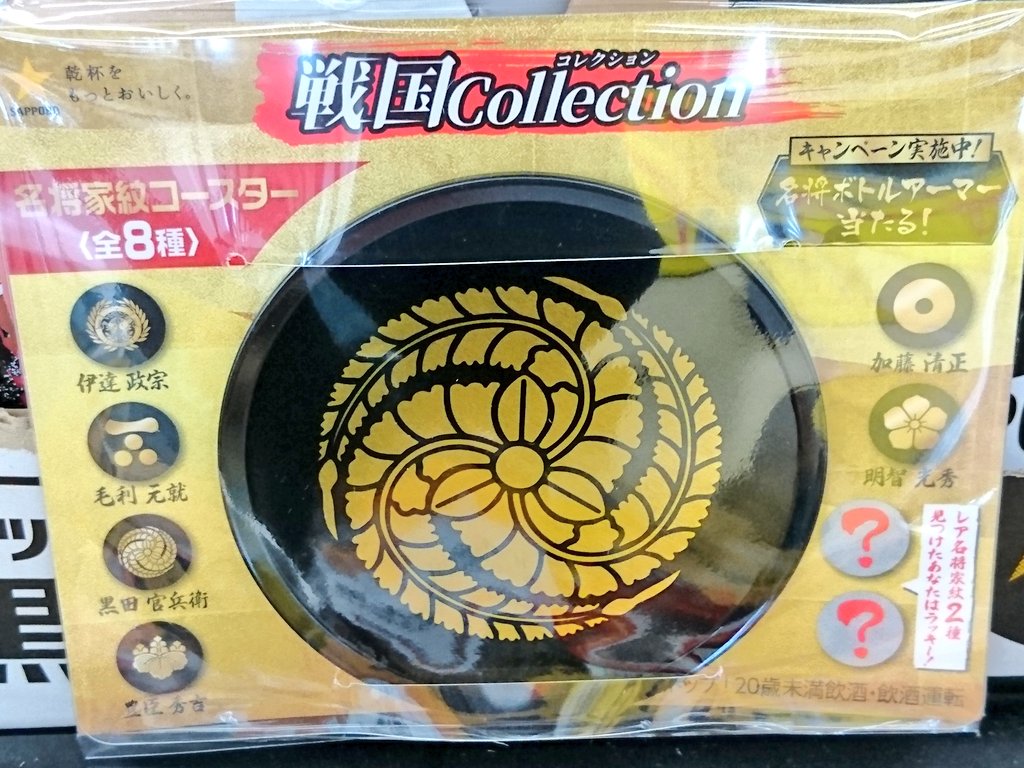 SAPPORO
乾杯を
もっとおいしく。
コレクション
戦国Collection
キャンペーン実施中!
名将ボトルアーマー
当たる!
名将家紋コースター
〈全8種〉
伊達 政宗
毛利 元就
黒田 官兵衛
豊臣 秀吉
加藤 清正
明智 光秀
?
?
レア名将家紋2種
見つけたあなたはラッキー!
ップ!20歳未満飲酒・飲酒運転
ッ